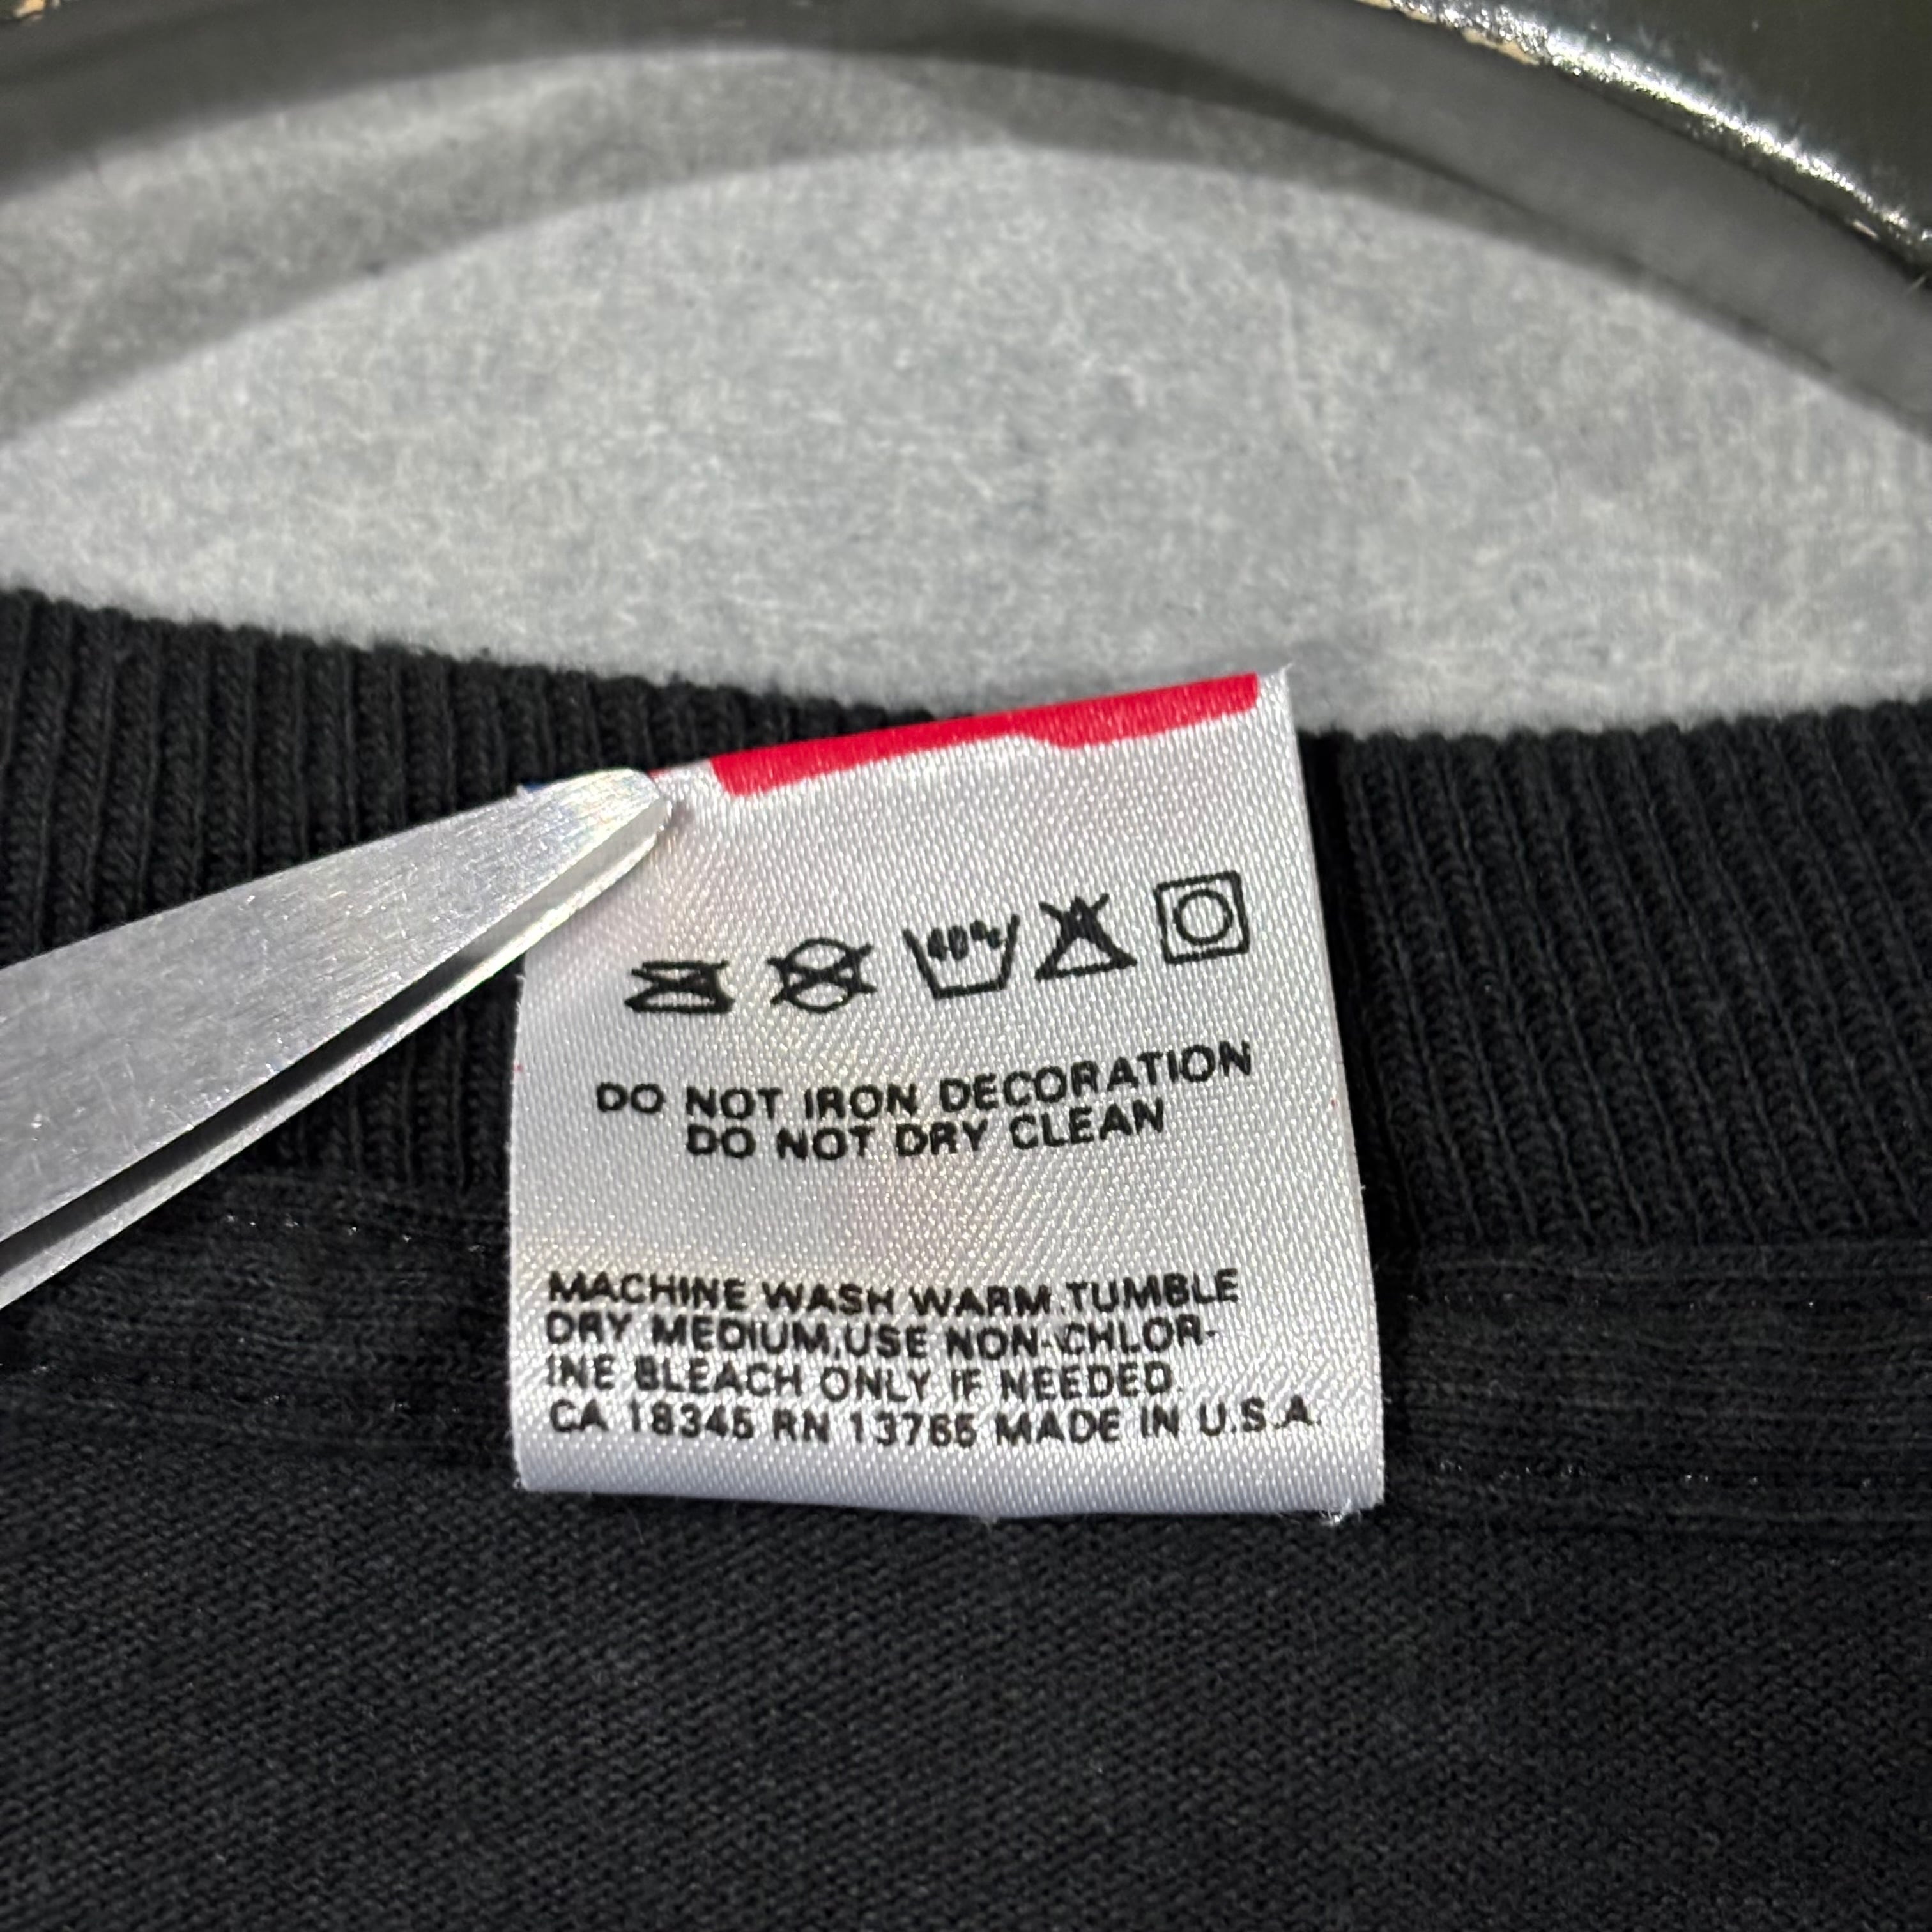 40°c
DO NOT IRON DECORATION
DO NOT DRY CLEAN
MACHINE WASH WARM.TUMBLE
DRY MEDIUM.USE NON-CHLOR-
INE BLEACH ONLY IF NEEDED.
CA 18345 RN 13765 MADE IN U.S.A.